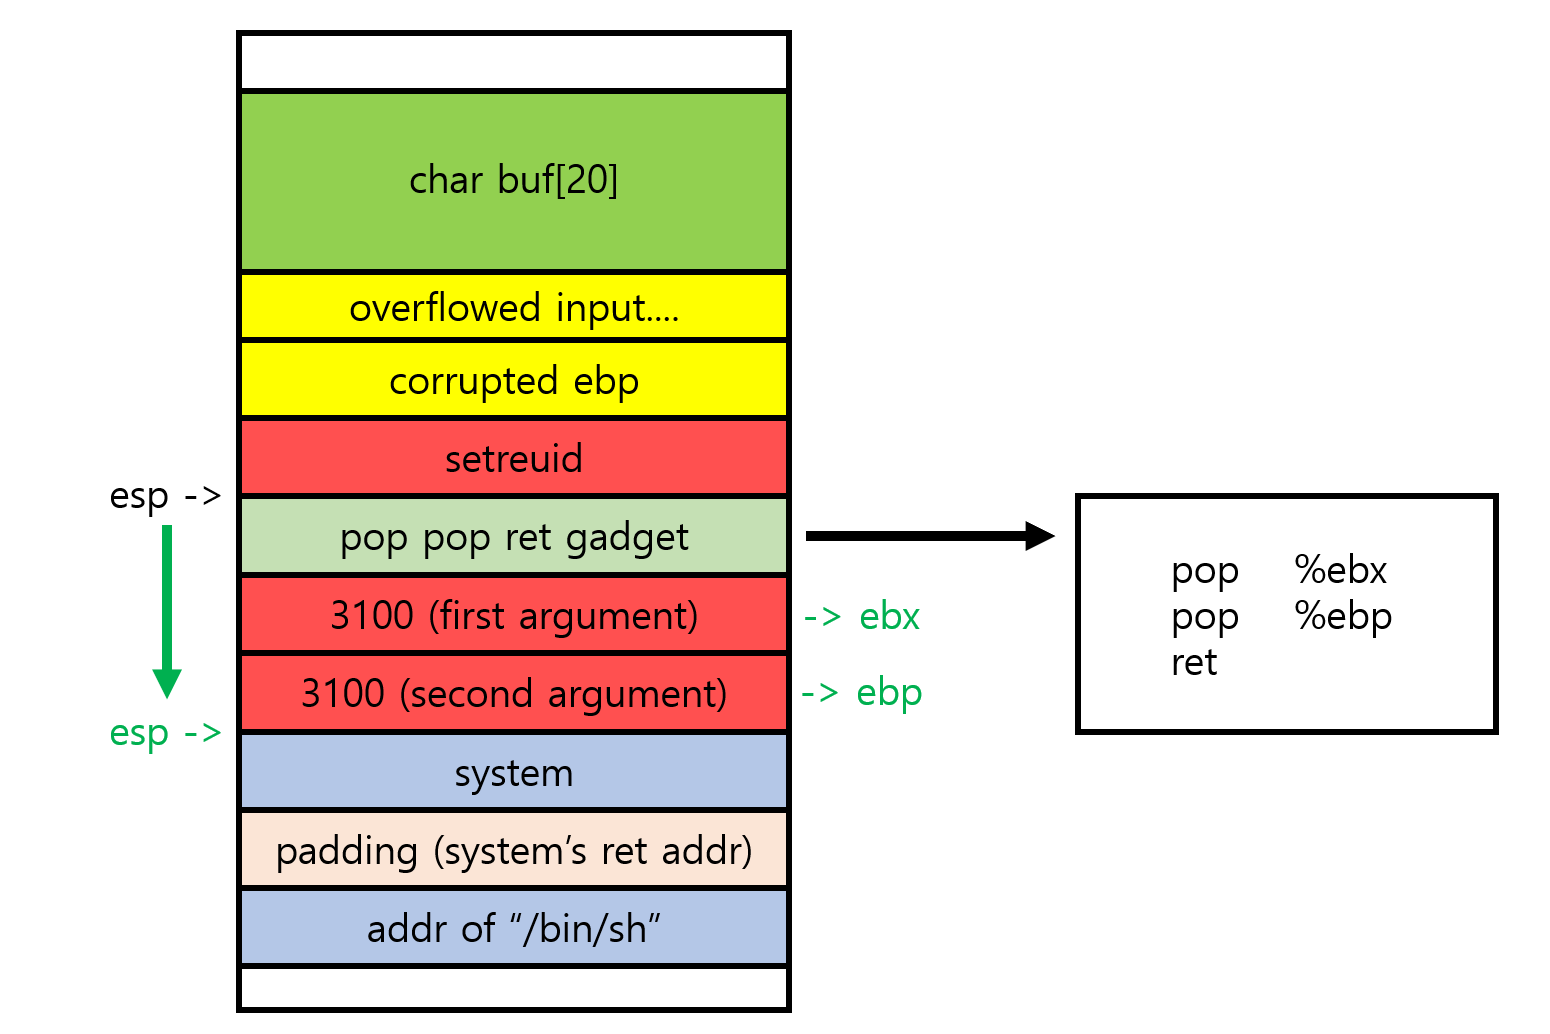 char buf[20]
overflowed input....
corrupted ebp
setreuid
esp ->
pop pop ret gadget
3100 (first argument)
-> ebx
3100 (second argument)
-> ebp
esp ->
system
padding (system’s ret addr)
addr of “/bin/sh”
pop %ebx
pop %ebp
ret